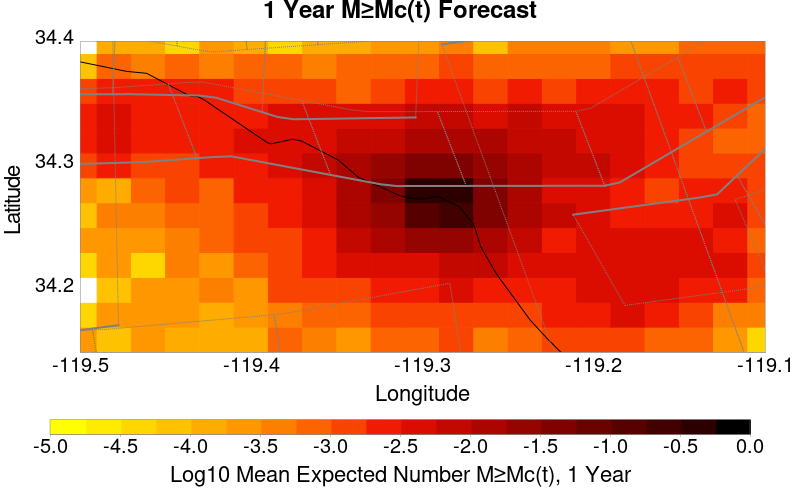 1 Year M≥Mc(t) Forecast
34.4
34.3
34.2
Latitude
-119.5 -119.4 -119.3 -119.2 -119.1
Longitude
-5.0 -4.5 -4.0 -3.5 -3.0 -2.5 -2.0 -1.5 -1.0 -0.5 0.0
Log10 Mean Expected Number M≥Mc(t), 1 Year